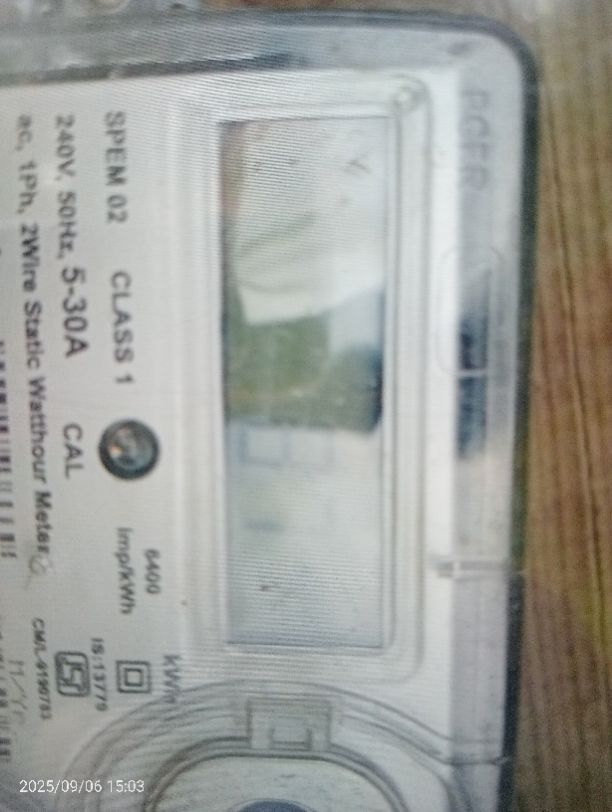 kWh
6400
SPEM 02 CLASS 1 Imp/kWh
IS:13779
240V, 50Hz, 5-30A CAL
ac, 1Ph, 2Wire Static Watthour Meter
2025/09/06 15:03